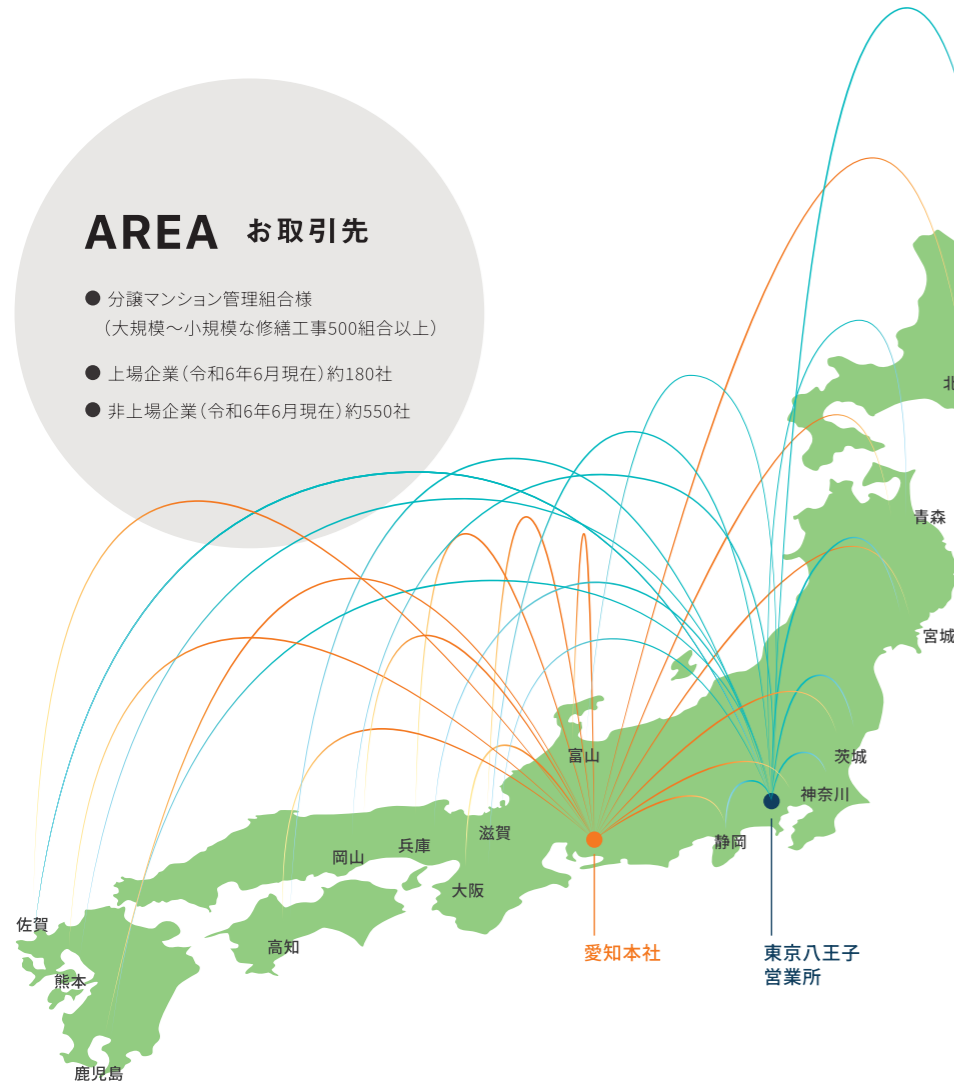 AREA お取引先
● 分譲マンション管理組合様
（大規模〜小規模な修繕工事500組合以上）
● 上場企業（令和6年6月現在）約180社
● 非上場企業（令和6年6月現在）約550社
北
青森
宮城
富山
茨城
神奈川
静岡
滋賀
兵庫
岡山
大阪
佐賀
高知
熊本
鹿児島
愛知本社
東京八王子
営業所